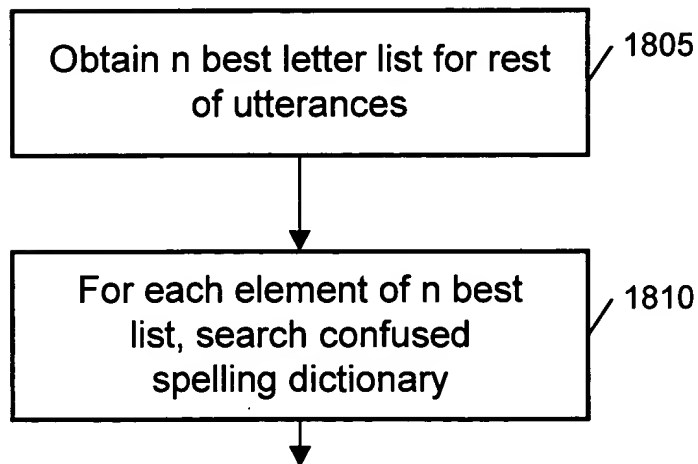 Obtain n best letter list for rest
of utterances
1805
For each element of n best
list, search confused
spelling dictionary
1810